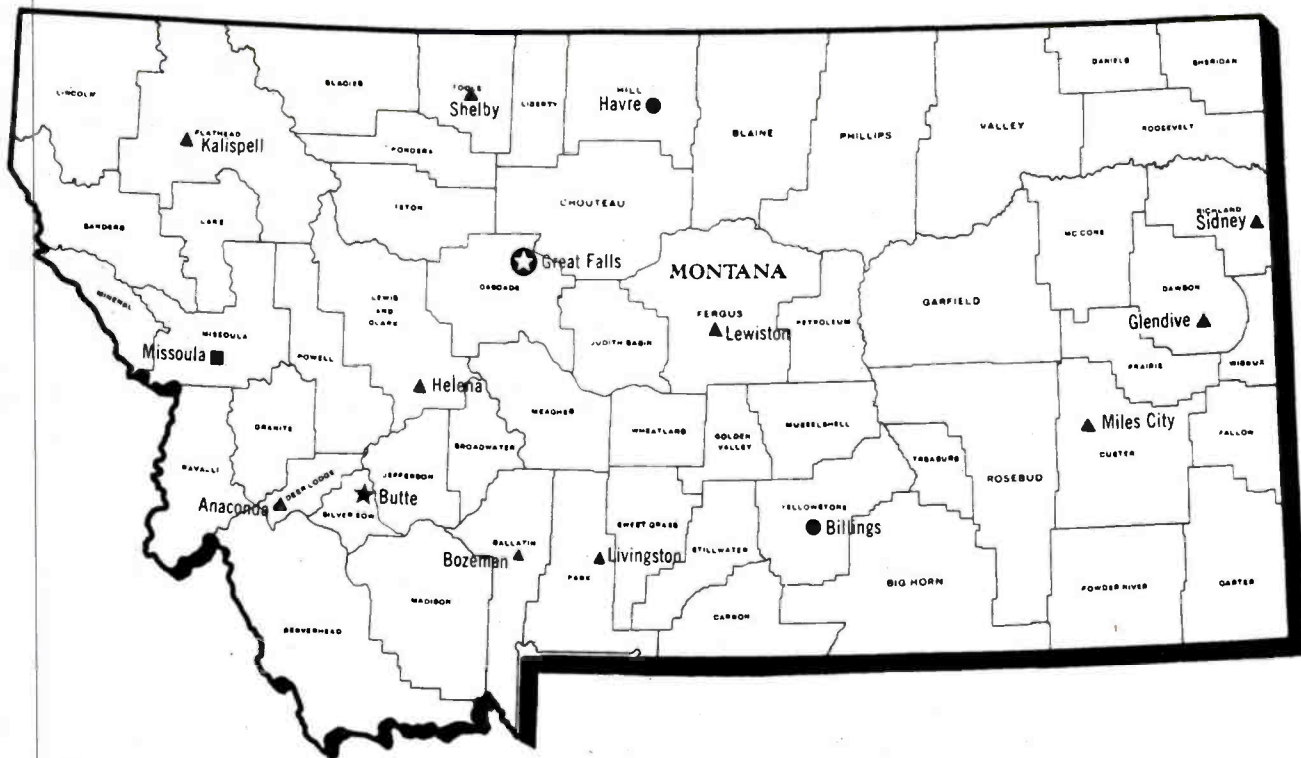 LINCOLN
FLATHEAD
Kalispell
GLACIER
TOOLE
Shelby
LIBERTY
HILL
Havre
BLAINE
PHILLIPS
VALLEY
DANIELS
SHERIDAN
ROOSEVELT
PONDERA
TETON
CHOUTEAU
SANDERS
LAKE
RICHLAND
Sidney
MC CONE
Great Falls
CASCADE
MONTANA
FERGUS
Lewiston
PETROLEUM
GARFIELD
DAWSON
Glendive
MINERAL
MISSOULA
Missoula
POWELL
LEWIS
AND
CLARK
Helena
JUDITH BASIN
PRAIRIE
WIBAUX
MEAGHER
WHEATLAND
GOLDEN
VALLEY
MUSSELSHELL
TREASURE
ROSEBUD
Miles City
CUSTER
FALLON
GRANITE
RAVALLI
BROADWATER
JEFFERSON
DEER LODGE
Anaconda
Butte
SILVER BOW
GALLATIN
Bozeman
Livingston
PARK
SWEET GRASS
STILLWATER
YELLOWSTONE
Billings
BIG HORN
POWDER RIVER
CARTER
CARBON
MADISON
BEAVERHEAD